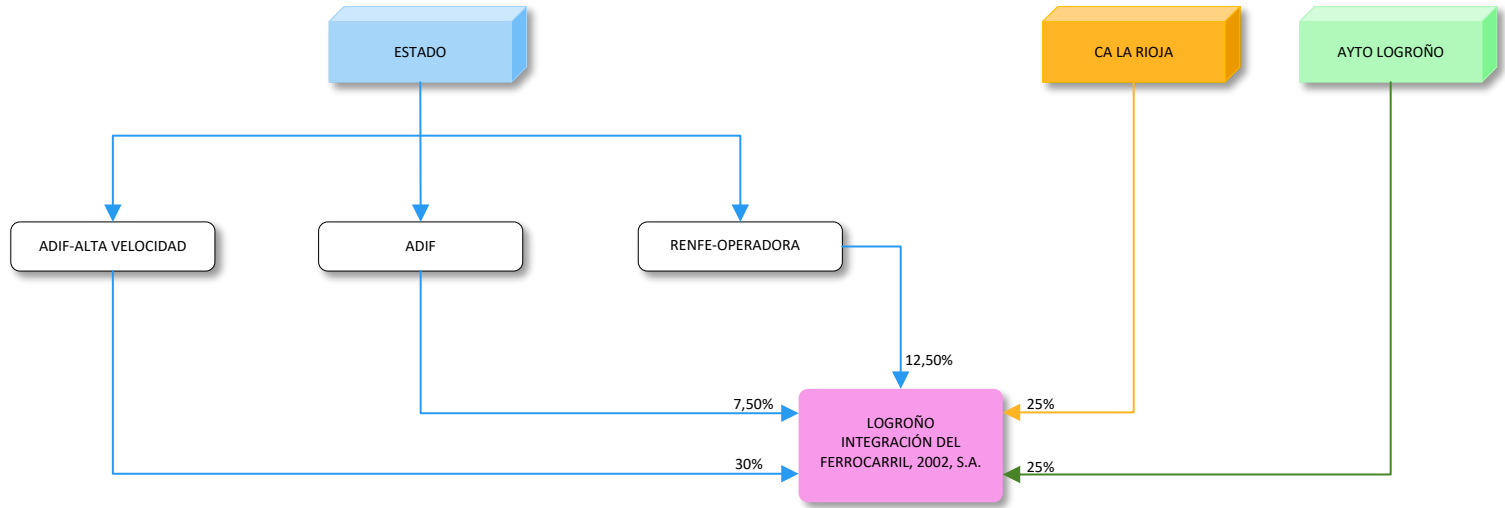 ESTADO
CA LA RIOJA
AYTO LOGROÑO
ADIF-ALTA VELOCIDAD
ADIF
RENFE-OPERADORA
12,50%
7,50%
25%
LOGROÑO
INTEGRACIÓN DEL
FERROCARRIL, 2002, S.A.
30%
25%